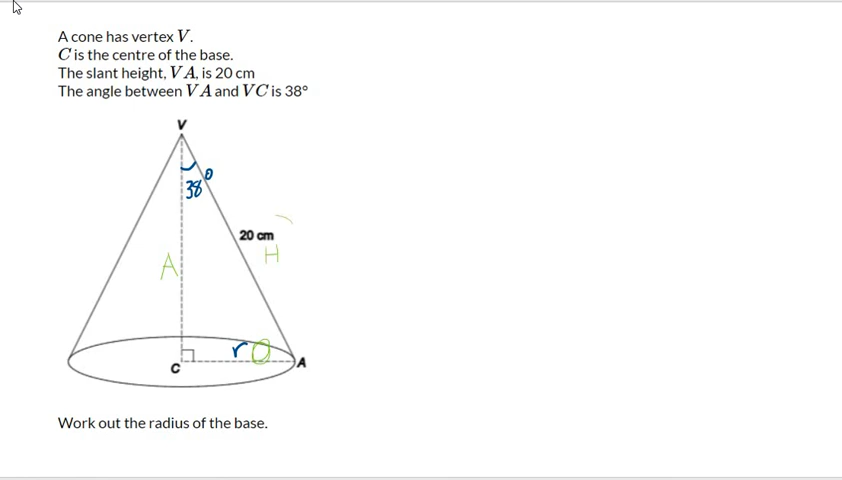 A cone has vertex V.
C is the centre of the base.
The slant height, VA, is 20 cm
The angle between VA and VC is 38°
V
38°
20 cm
H
A
r O
C
A
Work out the radius of the base.